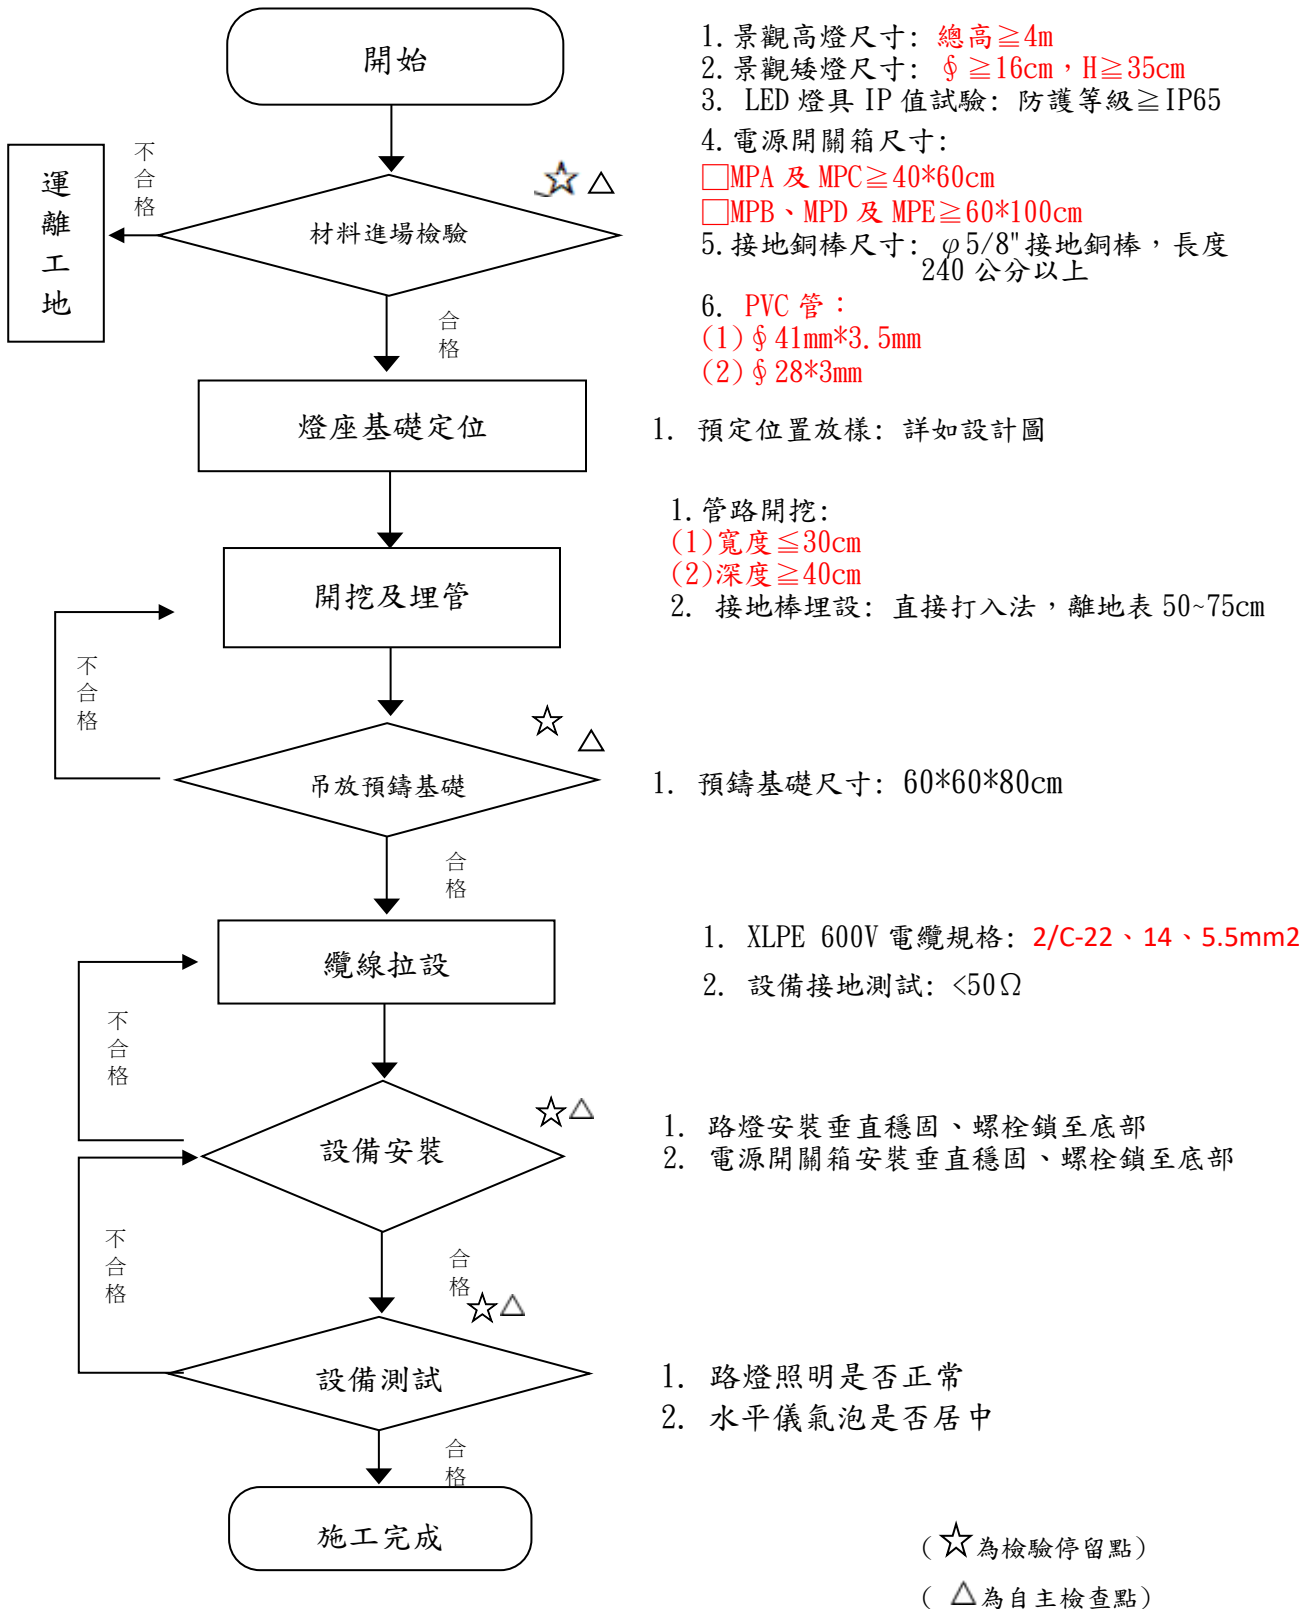 開始
1.景觀高燈尺寸: 總高≧4m
2.景觀矮燈尺寸: ∮≧16cm，H≧35cm
3. LED 燈具 IP 值試驗: 防護等級≧IP65
4.電源開關箱尺寸:
□MPA 及 MPC≧40*60cm
□MPB、MPD 及 MPE≧60*100cm
5.接地銅棒尺寸: φ5/8"接地銅棒，長度
240 公分以上
6. PVC 管：
(1)∮41mm*3.5mm
(2)∮28*3mm
不合格
運離工地
☆ △
材料進場檢驗
合格
燈座基礎定位
1. 預定位置放樣: 詳如設計圖
開挖及埋管
1.管路開挖:
(1)寬度≦30cm
(2)深度≧40cm
2. 接地棒埋設: 直接打入法，離地表 50~75cm
不合格
☆ △
吊放預鑄基礎
1. 預鑄基礎尺寸: 60*60*80cm
合格
纜線拉設
1. XLPE 600V 電纜規格: 2/C-22、14、5.5mm2
2. 設備接地測試: <50Ω
不合格
☆△
設備安裝
1. 路燈安裝垂直穩固、螺栓鎖至底部
2. 電源開關箱安裝垂直穩固、螺栓鎖至底部
不合格
合格
☆△
設備測試
1. 路燈照明是否正常
2. 水平儀氣泡是否居中
合格
施工完成
(☆為檢驗停留點)
( △為自主檢查點)